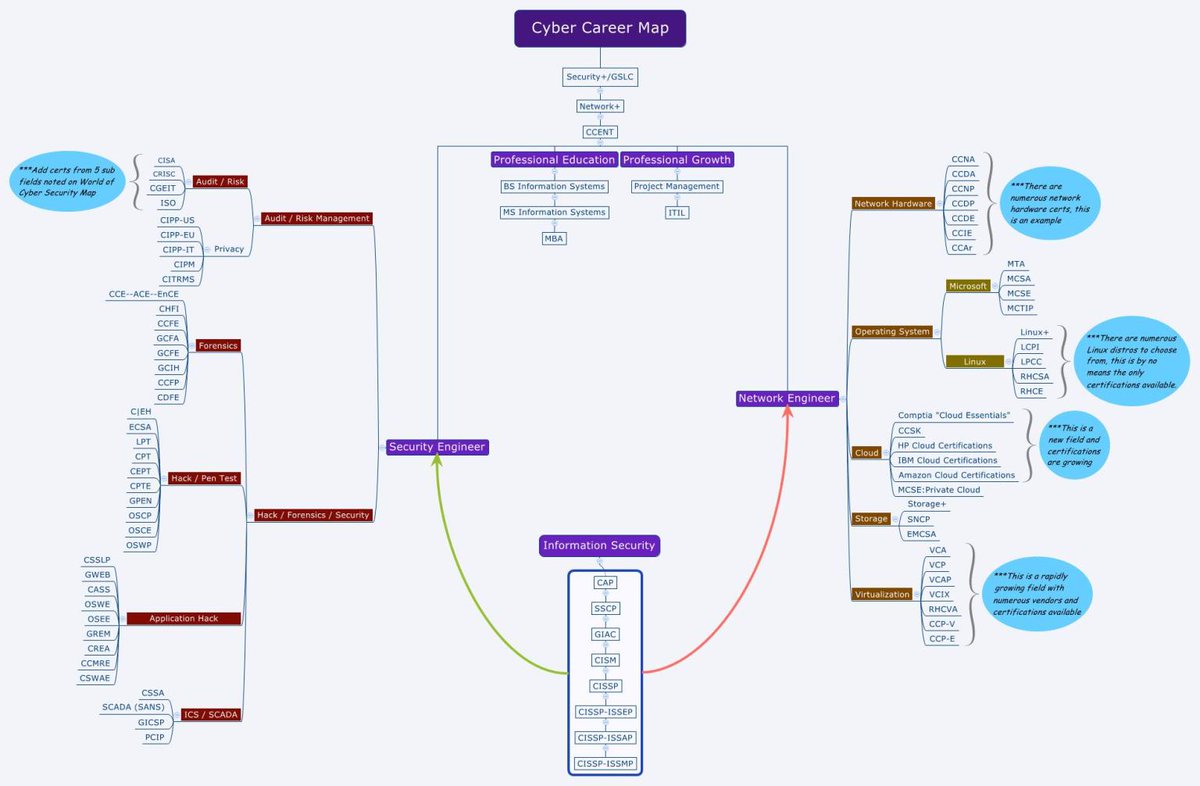 Cyber Career Map
Security+/GSLC
Network+
CCENT
Professional Education
BS Information Systems
MS Information Systems
MBA
Professional Growth
Project Management
ITIL
***Add certs from 5 sub
fields noted on World of
Cyber Security Map
CISA
CRISC
CGEIT
ISO
Audit / Risk
CIPP-US
CIPP-EU
CIPP-IT
CIPM
CITRMS
Privacy
Audit / Risk Management
CCE--ACE--EnCE
CHFI
CCFE
GCFA
GCFE
GCIH
CCFP
CDFE
Forensics
C|EH
ECSA
LPT
CPT
CEPT
CPTE
GPEN
OSCP
OSCE
OSWP
Hack / Pen Test
Hack / Forensics / Security
CSSLP
GWEB
CASS
OSWE
OSEE
GREM
CREA
CCMRE
CSWAE
Application Hack
CSSA
SCADA (SANS)
GICSP
PCIP
ICS / SCADA
Security Engineer
Information Security
CAP
SSCP
GIAC
CISM
CISSP
CISSP-ISSEP
CISSP-ISSAP
CISSP-ISSMP
Network Engineer
Network Hardware
CCNA
CCDA
CCNP
CCDP
CCDE
CCIE
CCAr
***There are
numerous network
hardware certs, this
is an example
Operating System
Microsoft
MTA
MCSA
MCSE
MCTIP
Linux
Linux+
LCPI
LPCC
RHCSA
RHCE
***There are numerous
Linux distros to choose
from, this is by no
means the only
certifications available.
Cloud
Comptia "Cloud Essentials"
CCSK
HP Cloud Certifications
IBM Cloud Certifications
Amazon Cloud Certifications
MCSE:Private Cloud
***This is a
new field and
certifications
are growing
Storage
Storage+
SNCP
EMCSA
Virtualization
VCA
VCP
VCAP
VCIX
RHCVA
CCP-V
CCP-E
***This is a rapidly
growing field with
numerous vendors and
certifications available